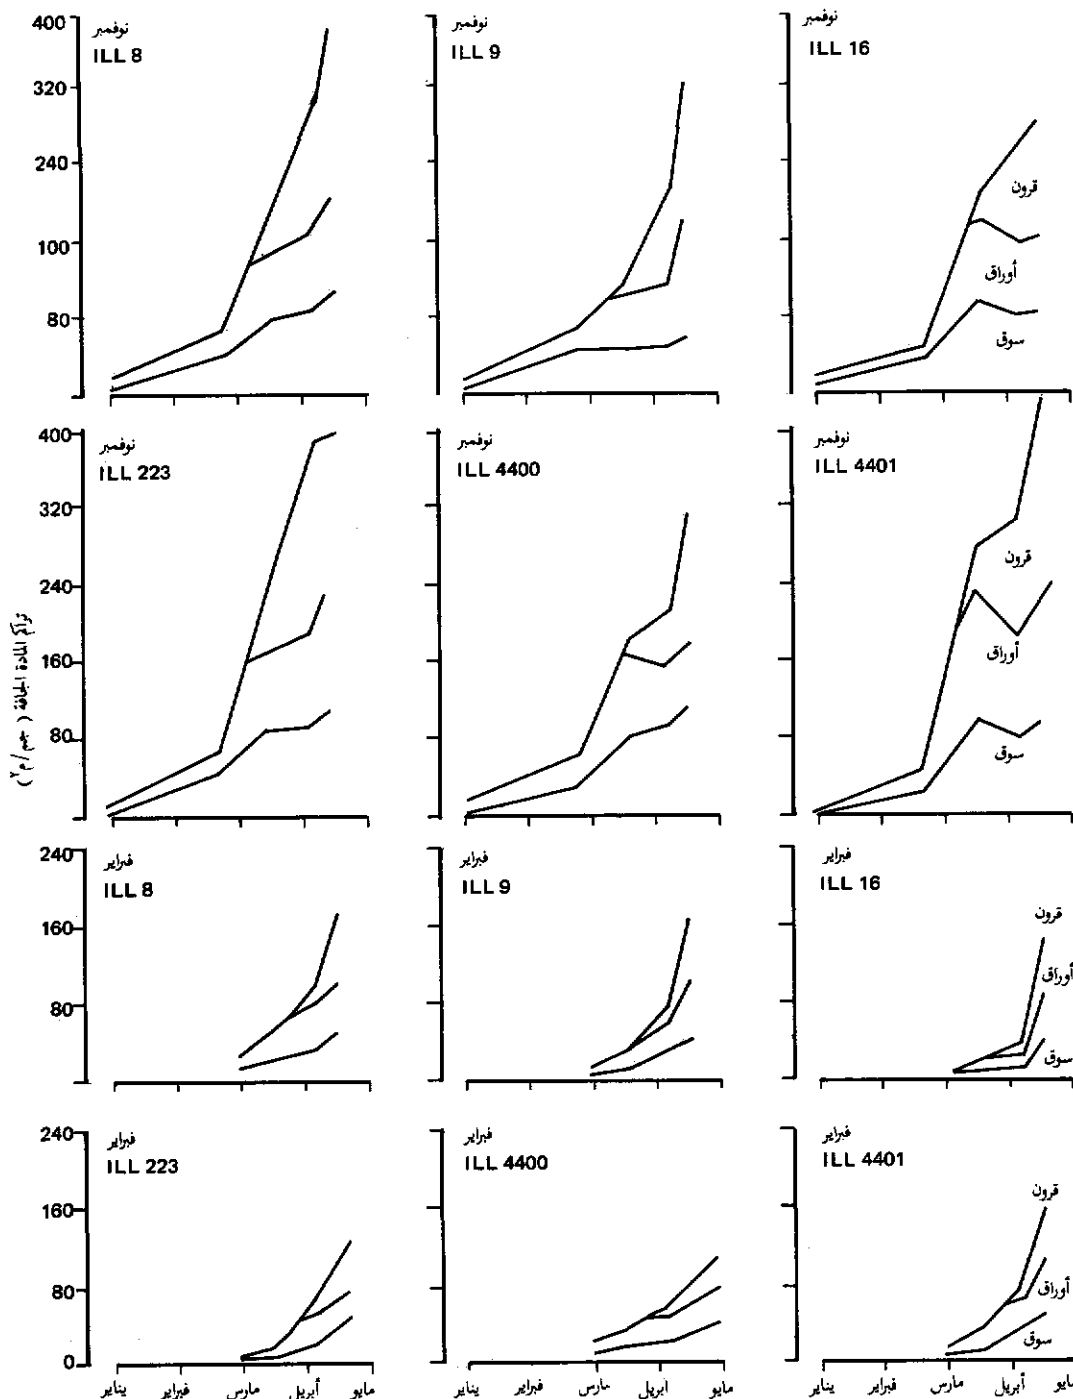 نوفمبر
ILL 8
400
320
240
100
80
نوفمبر
ILL 9
نوفمبر
ILL 16
قرون
أوراق
سوق
تراكم المادة الجافة (جم/م٢)
نوفمبر
ILL 223
400
320
240
160
80
نوفمبر
ILL 4400
نوفمبر
ILL 4401
قرون
أوراق
سوق
فبراير
ILL 8
240
160
80
فبراير
ILL 9
فبراير
ILL 16
قرون
أوراق
سوق
فبراير
ILL 223
240
160
80
0
فبراير
ILL 4400
فبراير
ILL 4401
قرون
أوراق
سوق
يناير فبراير مارس أبريل مايو
يناير فبراير مارس ابريل مايو
يناير فبراير مارس أبريل مايو